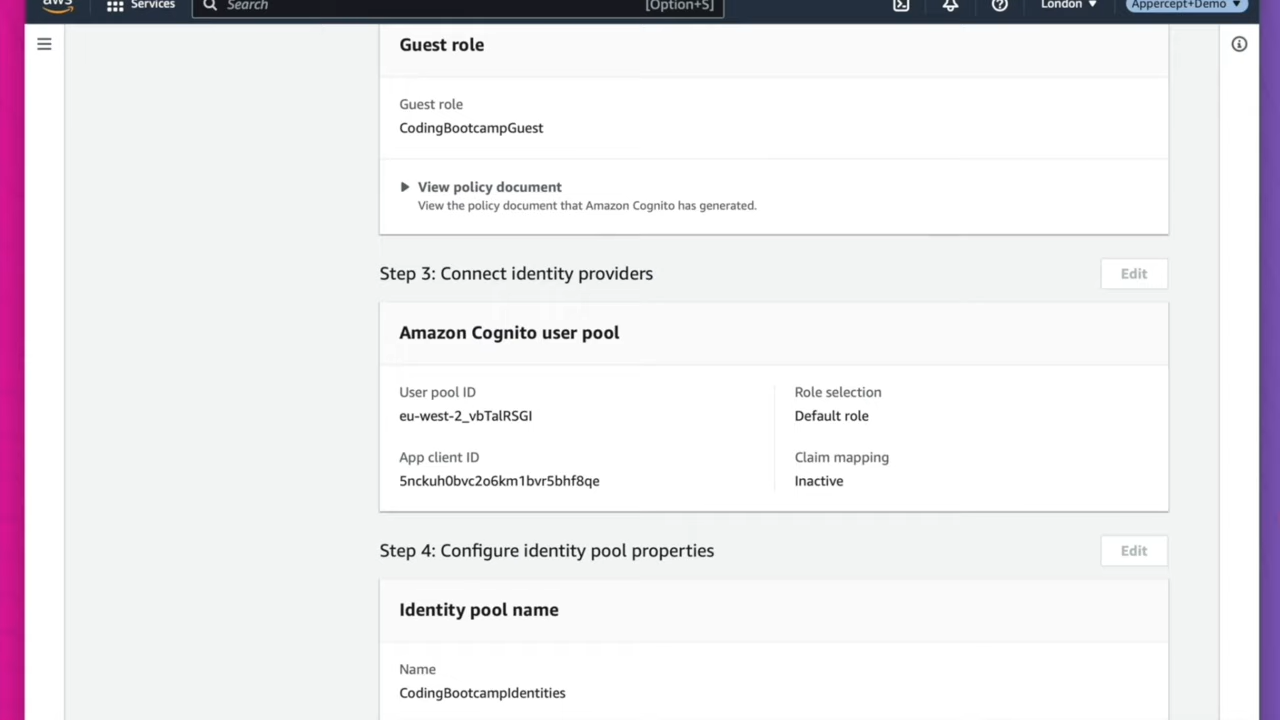 aws
Services
Search
[Option+S]
London
Appercept+Demo
Guest role
Guest role
CodingBootcampGuest
View policy document
View the policy document that Amazon Cognito has generated.
Step 3: Connect identity providers
Edit
Amazon Cognito user pool
User pool ID
eu-west-2_vbTalRSGI
Role selection
Default role
App client ID
5nckuh0bvc2o6km1bvr5bhf8qe
Claim mapping
Inactive
Step 4: Configure identity pool properties
Edit
Identity pool name
Name
CodingBootcampIdentities